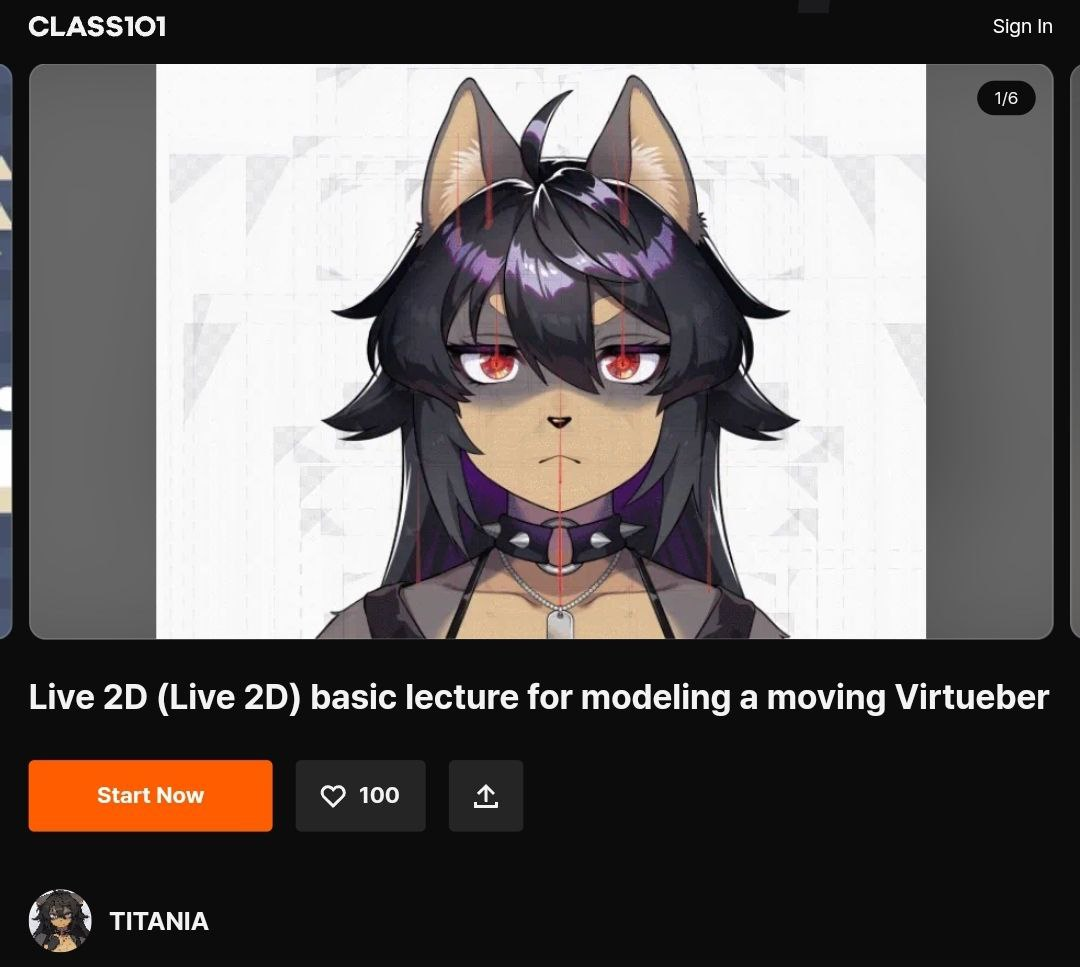 CLASS101
Sign In
1/6
Live 2D (Live 2D) basic lecture for modeling a moving Virtueber
Start Now
100
TITANIA